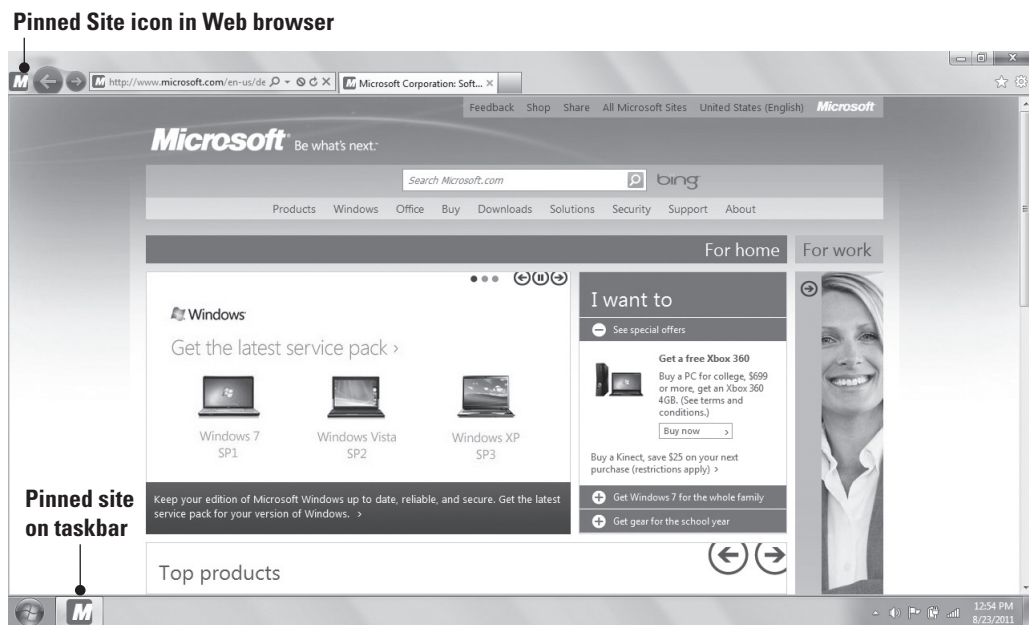 Pinned Site icon in Web browser
M
M http://www.microsoft.com/en-us/de
M Microsoft Corporation: Soft... ×
Feedback Shop Share All Microsoft Sites United States (English) Microsoft
Microsoft Be what's next.
Search Microsoft.com
bing
Products Windows Office Buy Downloads Solutions Security Support About
For home
For work
I want to
Windows
See special offers
Get the latest service pack ›
Get a free Xbox 360
Buy a PC for college, $699
or more, get an Xbox 360
4GB. (See terms and
conditions.)
Buy now ›
Windows 7
SP1
Windows Vista
SP2
Windows XP
SP3
Buy a Kinect, save $25 on your next
purchase (restrictions apply) ›
Get Windows 7 for the whole family
Get gear for the school year
Keep your edition of Microsoft Windows up to date, reliable, and secure. Get the latest
service pack for your version of Windows. ›
Pinned site
on taskbar
Top products
M
12:54 PM
8/23/2011